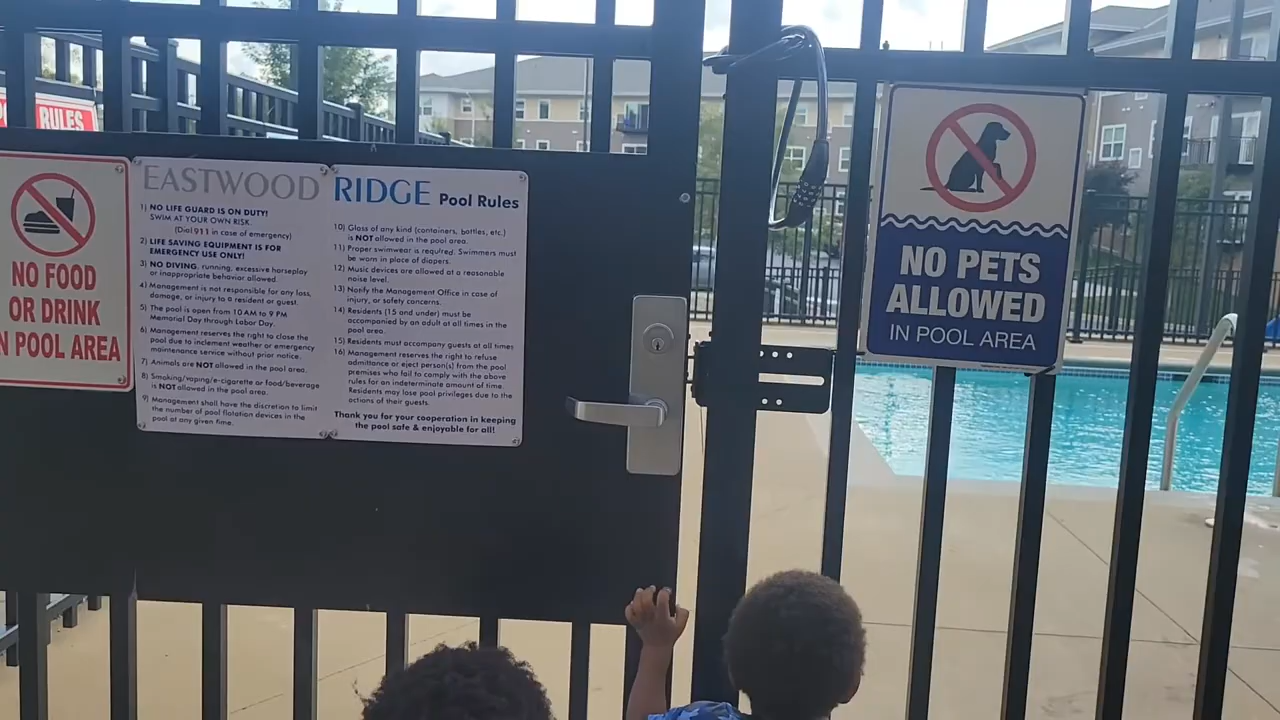 RULES
NO FOOD
OR DRINK
N POOL AREA
EASTWOOD RIDGE Pool Rules
1) NO LIFE GUARD IS ON DUTY!
SWIM AT YOUR OWN RISK
(Dial 911 in case of emergency)
2) LIFE SAVING EQUIPMENT IS FOR
EMERGENCY USE ONLY!
3) NO DIVING, running, excessive horseplay
or inappropriate behavior allowed.
4) Management is not responsible for any loss,
damage, or injury to a resident or guest.
5) The pool is open from 10 AM to 9 PM
Memorial Day through Labor Day.
6) Management reserves the right to close the
pool due to inclement weather or emergency
maintenance service without prior notice.
7) Animals are NOT allowed in the pool area.
8) Smoking/vaping/e-cigarette or food/beverage
is NOT allowed in the pool area.
9) Management shall have the discretion to limit
the number of pool flotation devices in the
pool at any given time.
10) Glass of any kind (containers, bottles, etc.)
is NOT allowed in the pool area.
11) Proper swimwear is required. Swimmers must
be worn in place of diapers.
12) Music devices are allowed at a reasonable
noise level.
13) Notify the Management Office in case of
injury, or safety concerns.
14) Residents (15 and under) must be
accompanied by an adult at all times in the
pool area.
15) Residents must accompany guests at all times
16) Management reserves the right to refuse
admittance or eject person(s) from the pool
premises who fail to comply with the above
rules for an indeterminate amount of time.
Residents may lose pool privileges due to the
actions of their guests.
Thank you for your cooperation in keeping
the pool safe & enjoyable for all!
NO PETS
ALLOWED
IN POOL AREA